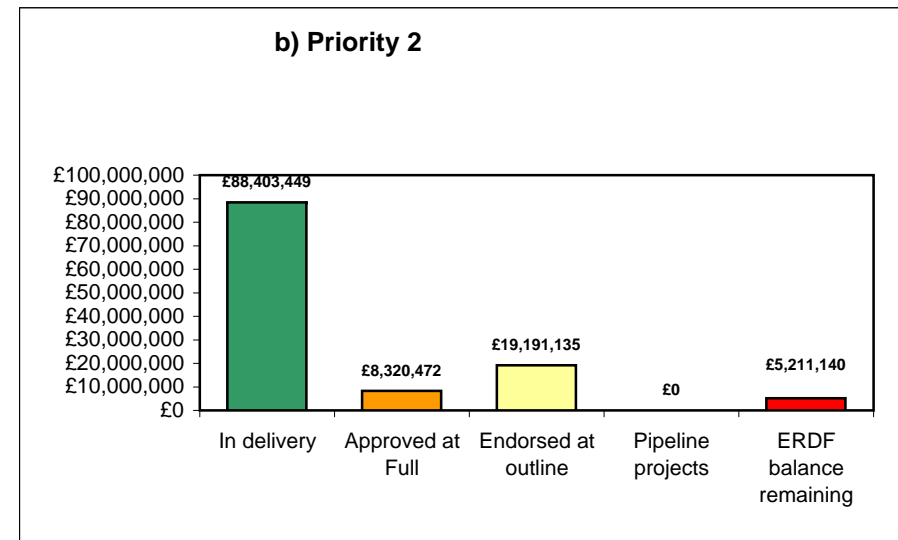 b) Priority 2
£100,000,000
£90,000,000
£80,000,000
£70,000,000
£60,000,000
£50,000,000
£40,000,000
£30,000,000
£20,000,000
£10,000,000
£0
£88,403,449
£8,320,472
£19,191,135
£0
£5,211,140
In delivery
Approved at
Full
Endorsed at
outline
Pipeline
projects
ERDF
balance
remaining